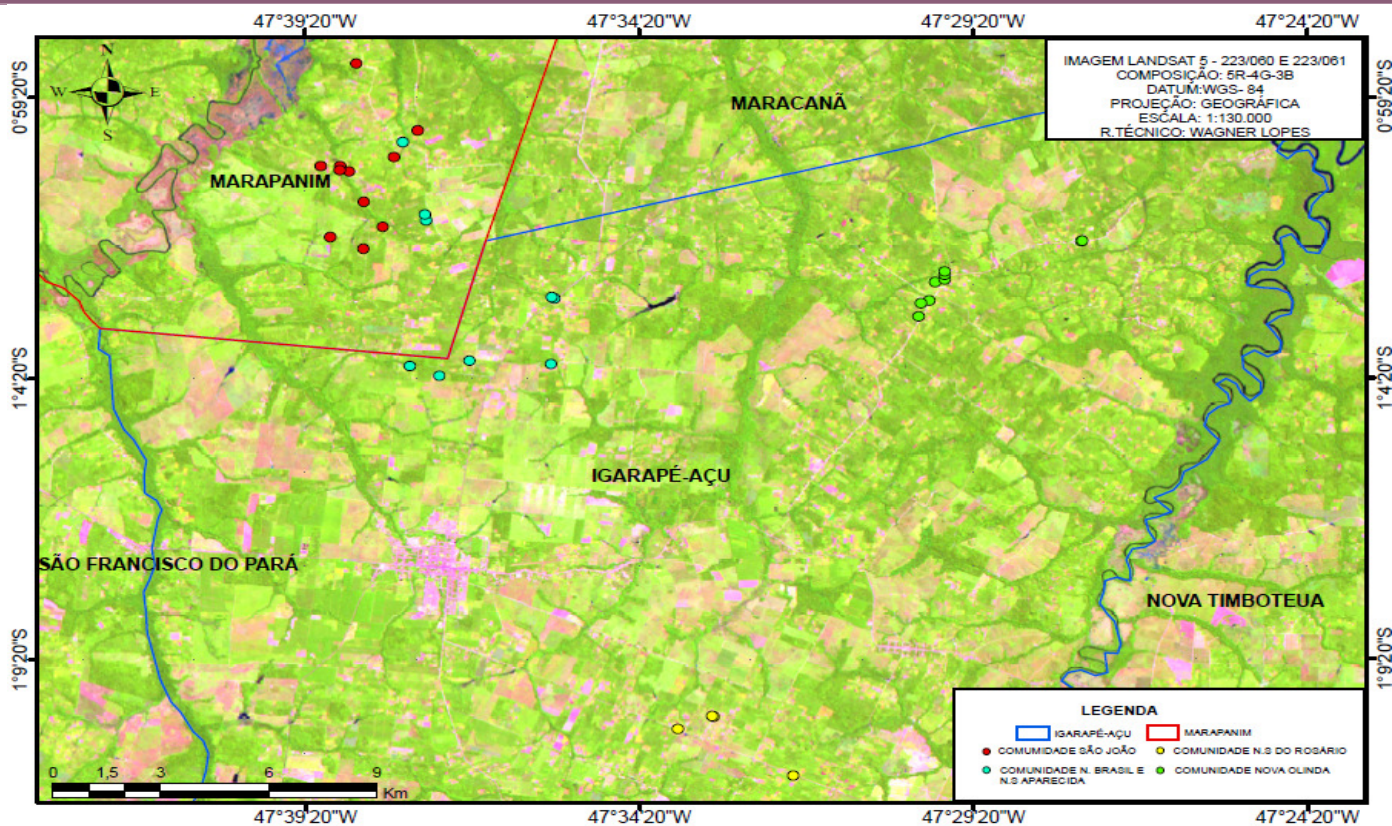 47°39'20"W 47°34'20"W 47°29'20"W 47°24'20"W
N
W E
S
0°59'20"S
0°59'20"S
IMAGEM LANDSAT 5 - 223/060 E 223/061
COMPOSIÇÃO: 5R-4G-3B
DATUM:WGS- 84
PROJEÇÃO: GEOGRÁFICA
ESCALA: 1:130.000
R.TÉCNICO: WAGNER LOPES
MARACANÃ
MARAPANIM
1°4'20"S
1°4'20"S
IGARAPÉ-AÇU
SÃO FRANCISCO DO PARÁ
NOVA TIMBOTEUA
1°9'20"S
1°9'20"S
LEGENDA
IGARAPÉ-AÇU MARAPANIM
COMUMIDADE SÃO JOÃO COMUNIDADE N.S DO ROSÁRIO
COMUNIDADE N. BRASIL E COMUNIDADE NOVA OLINDA
N.S APARECIDA
0 1,5 3 6 9
Km
47°39'20"W 47°34'20"W 47°29'20"W 47°24'20"W